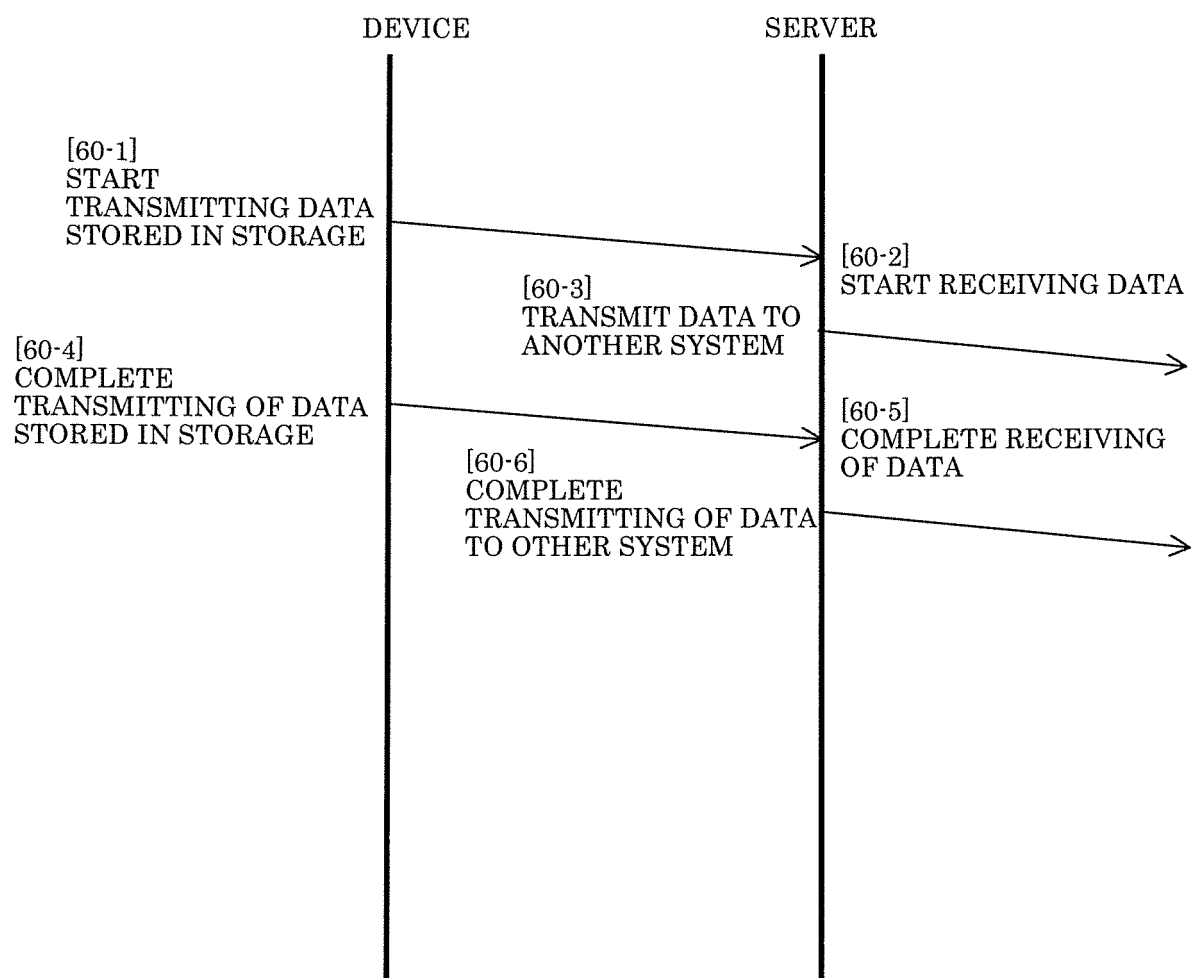 DEVICE
SERVER
[60-1]
START
TRANSMITTING DATA
STORED IN STORAGE
[60-2]
START RECEIVING DATA
[60-3]
TRANSMIT DATA TO
ANOTHER SYSTEM
[60-4]
COMPLETE
TRANSMITTING OF DATA
STORED IN STORAGE
[60-5]
COMPLETE RECEIVING
OF DATA
[60-6]
COMPLETE
TRANSMITTING OF DATA
TO OTHER SYSTEM